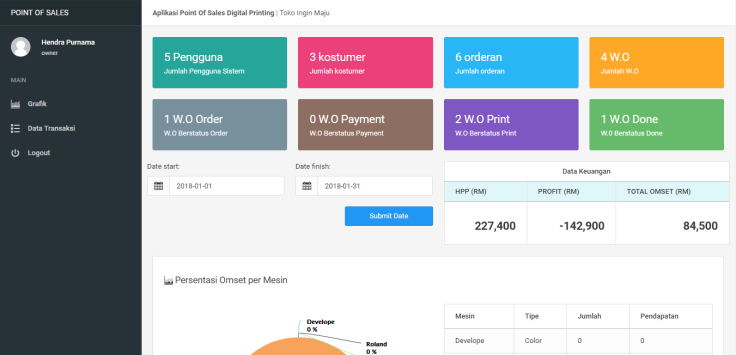 POINT OF SALES
Aplikasi Point Of Sales Digital Printing | Toko Ingin Maju
Hendra Purnama
owner
MAIN
Grafik
Data Transaksi
Logout
5 Pengguna
Jumlah Pengguna Sistem
3 kostumer
Jumlah kostumer
6 orderan
Jumlah orderan
4 W.O
Jumlah W.O
1 W.O Order
W.O Berstatus Order
0 W.O Payment
W.O Berstatus Payment
2 W.O Print
W.O Berstatus Print
1 W.O Done
W.O Berstatus Done
Date start:
2018-01-01
Date finish:
2018-01-31
Submit Date
Data Keuangan
HPP (RM) PROFIT (RM) TOTAL OMSET (RM)
227,400 -142,900 84,500
Persentasi Omset per Mesin
Develope
0 %
Roland
0 %
Mesin Tipe Jumlah Pendapatan
Develope Color 0 0